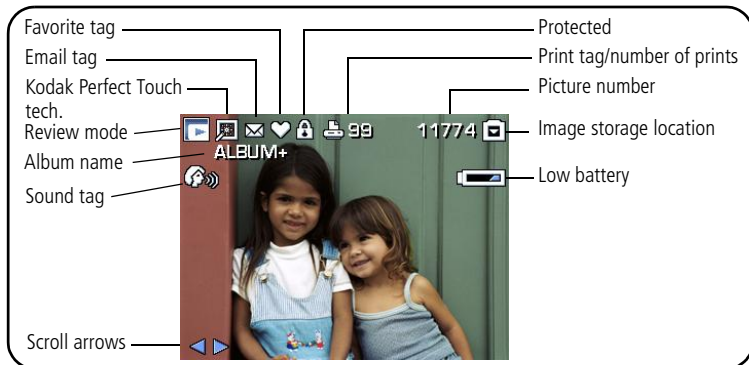 Favorite tag
Email tag
Kodak Perfect Touch
tech.
Review mode
Album name
Sound tag
Scroll arrows
Protected
Print tag/number of prints
Picture number
Image storage location
Low battery
99
11774
ALBUM+